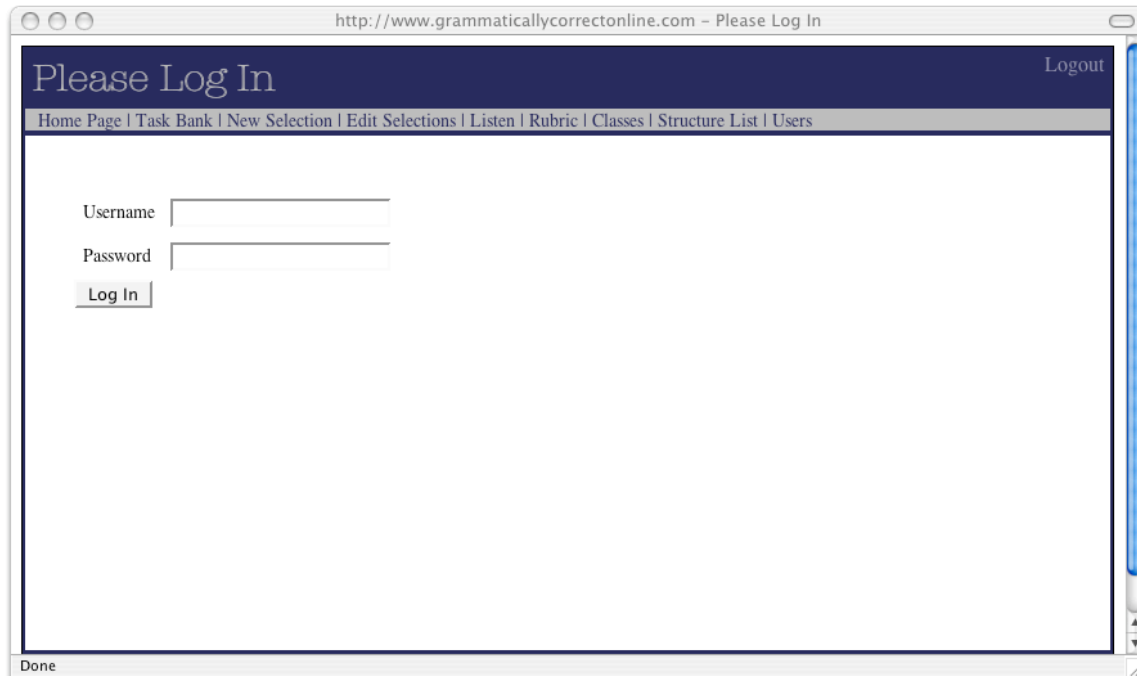 http://www.grammaticallycorrectonline.com – Please Log In
Please Log In
Logout
Home Page | Task Bank | New Selection | Edit Selections | Listen | Rubric | Classes | Structure List | Users
Username
Password
Log In
Done